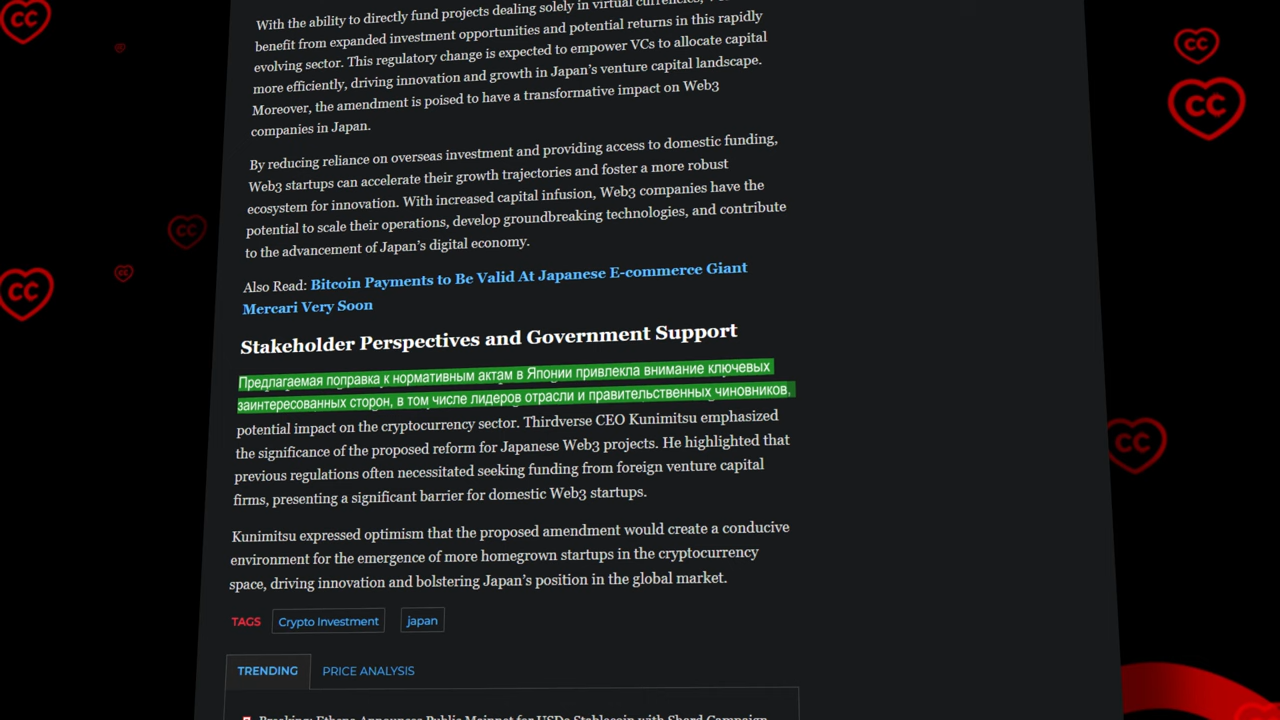 With the ability to directly fund projects dealing solely in virtual currencies,
benefit from expanded investment opportunities and potential returns in this rapidly
evolving sector. This regulatory change is expected to empower VCs to allocate capital
more efficiently, driving innovation and growth in Japan’s venture capital landscape.
Moreover, the amendment is poised to have a transformative impact on Web3
companies in Japan.
By reducing reliance on overseas investment and providing access to domestic funding,
Web3 startups can accelerate their growth trajectories and foster a more robust
ecosystem for innovation. With increased capital infusion, Web3 companies have the
potential to scale their operations, develop groundbreaking technologies, and contribute
to the advancement of Japan’s digital economy.
Also Read: Bitcoin Payments to Be Valid At Japanese E-commerce Giant
Mercari Very Soon
Stakeholder Perspectives and Government Support
Предлагаемая поправка к нормативным актам в Японии привлекла внимание ключевых
заинтересованных сторон, в том числе лидеров отрасли и правительственных чиновников,
potential impact on the cryptocurrency sector. Thirdverse CEO Kunimitsu emphasized
the significance of the proposed reform for Japanese Web3 projects. He highlighted that
previous regulations often necessitated seeking funding from foreign venture capital
firms, presenting a significant barrier for domestic Web3 startups.
Kunimitsu expressed optimism that the proposed amendment would create a conducive
environment for the emergence of more homegrown startups in the cryptocurrency
space, driving innovation and bolstering Japan’s position in the global market.
TAGS Crypto Investment japan
TRENDING PRICE ANALYSIS
Breaking: Ethena Announces Public Mainnet for USDe Stablecoin with Shard Campaign
CC
CC
CC
CC
CC
CC
CC